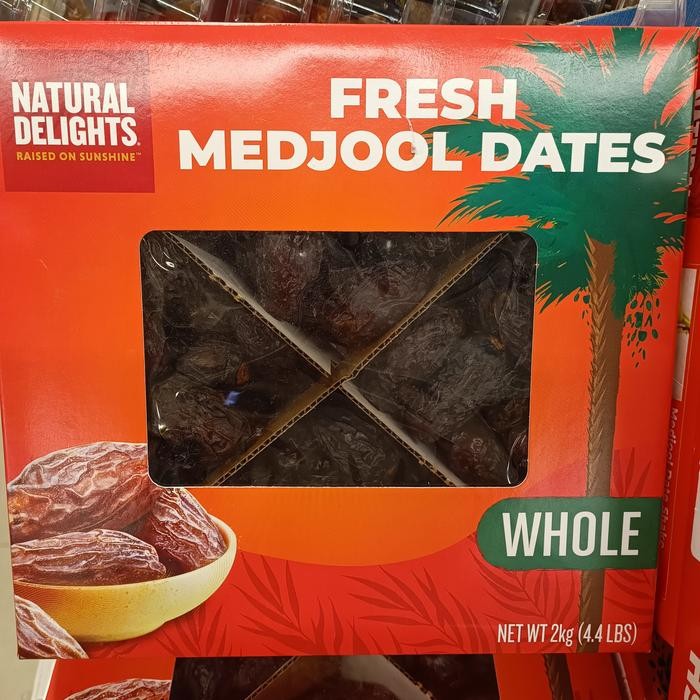 NATURAL
DELIGHTS
RAISED ON SUNSHINE™
FRESH
MEDJOOL DATES
WHOLE
NET WT 2kg (4.4 LBS)